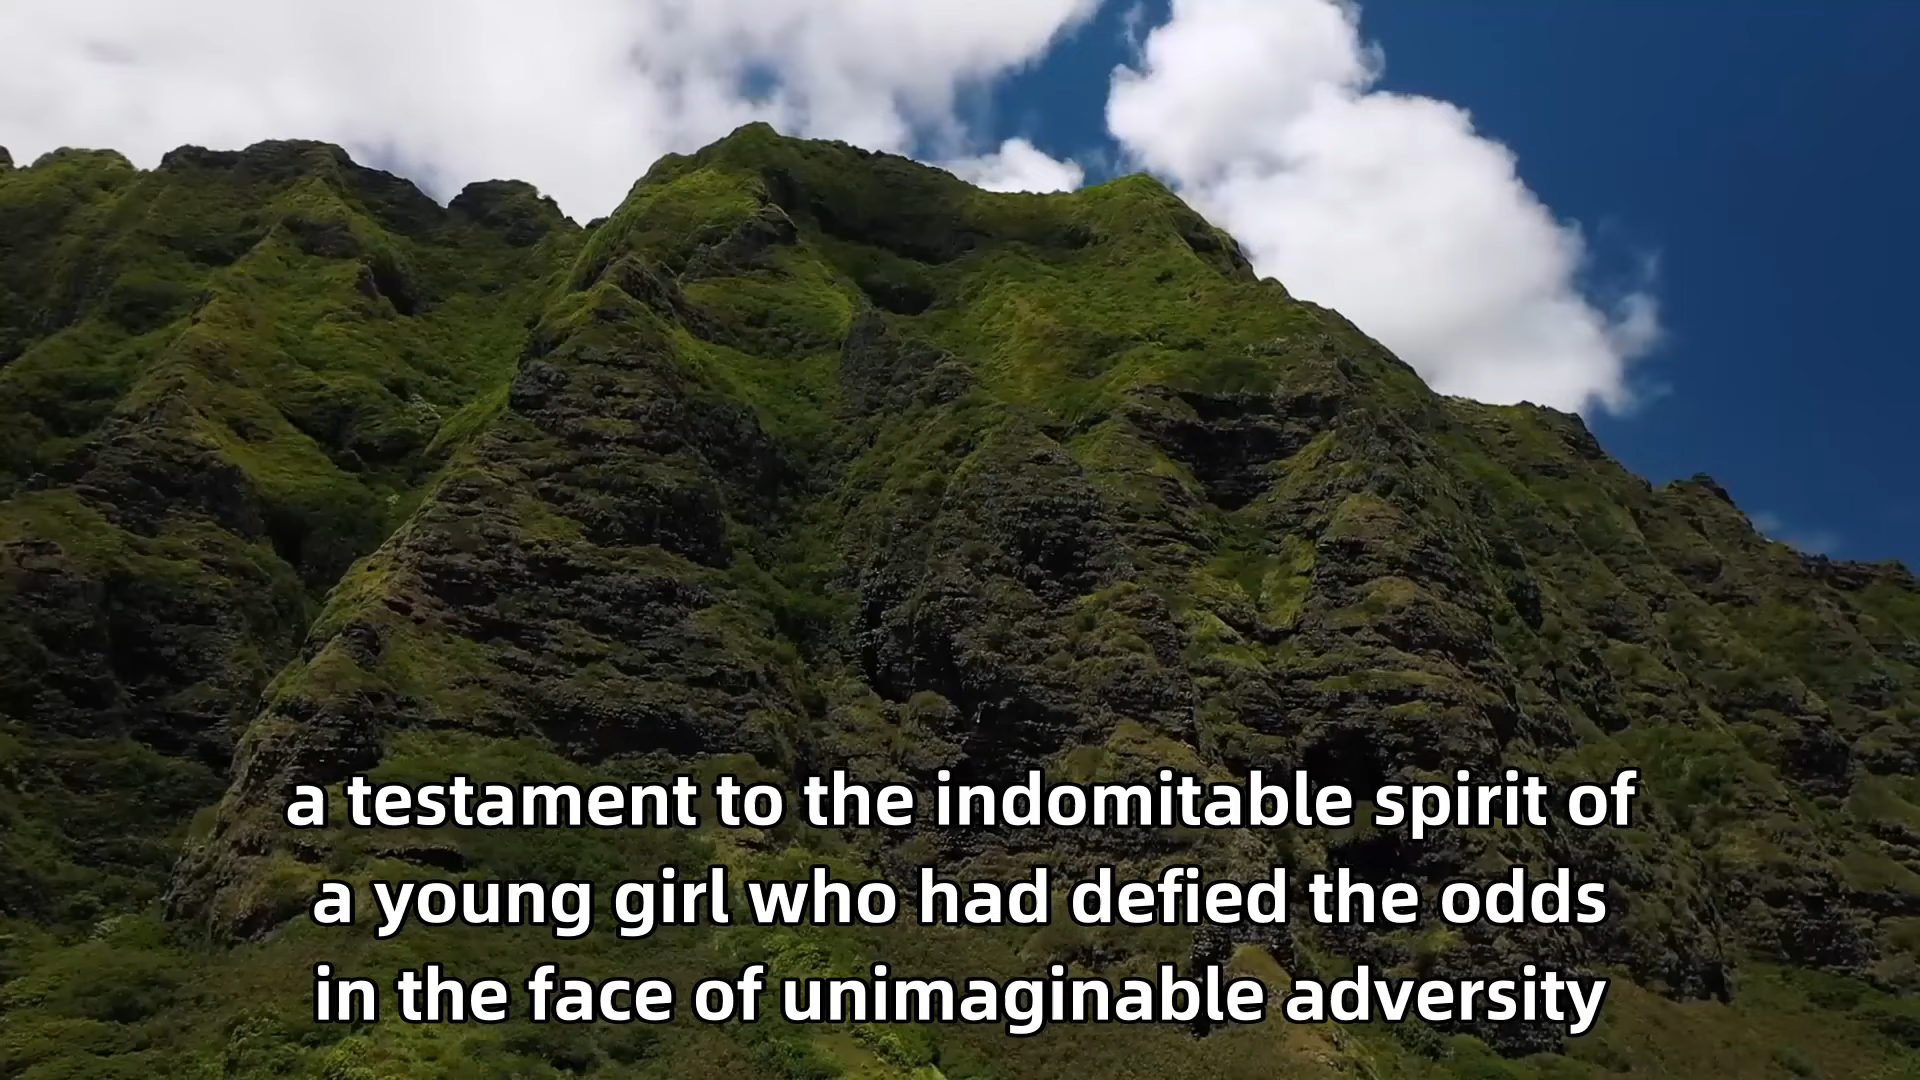 a testament to the indomitable spirit of
a young girl who had defied the odds
in the face of unimaginable adversity